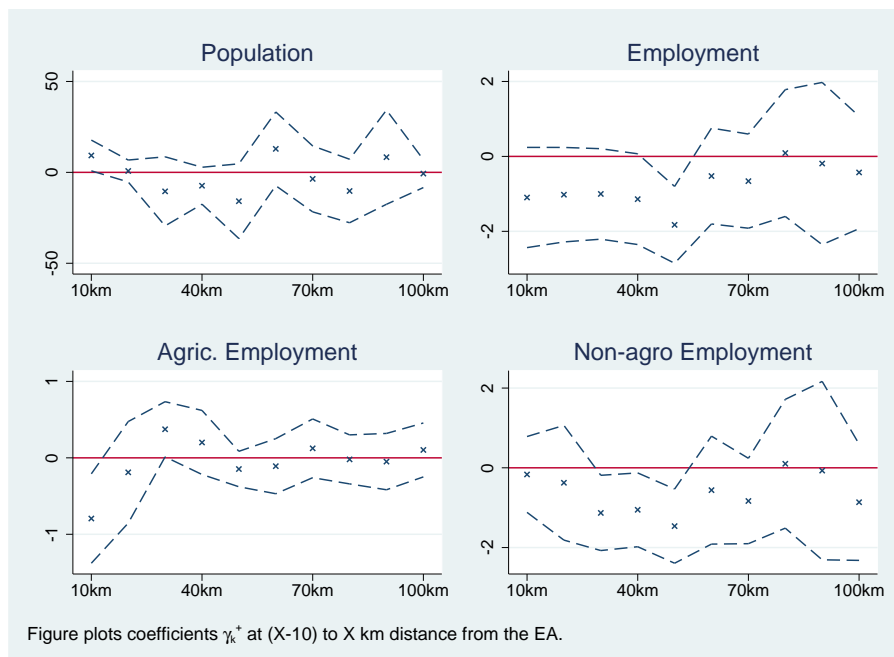 Population
50
0
-50
10km 40km 70km 100km
Employment
2
0
-2
10km 40km 70km 100km
Agric. Employment
1
0
-1
10km 40km 70km 100km
Non-agro Employment
2
0
-2
10km 40km 70km 100km
Figure plots coefficients γₖ⁺ at (X-10) to X km distance from the EA.